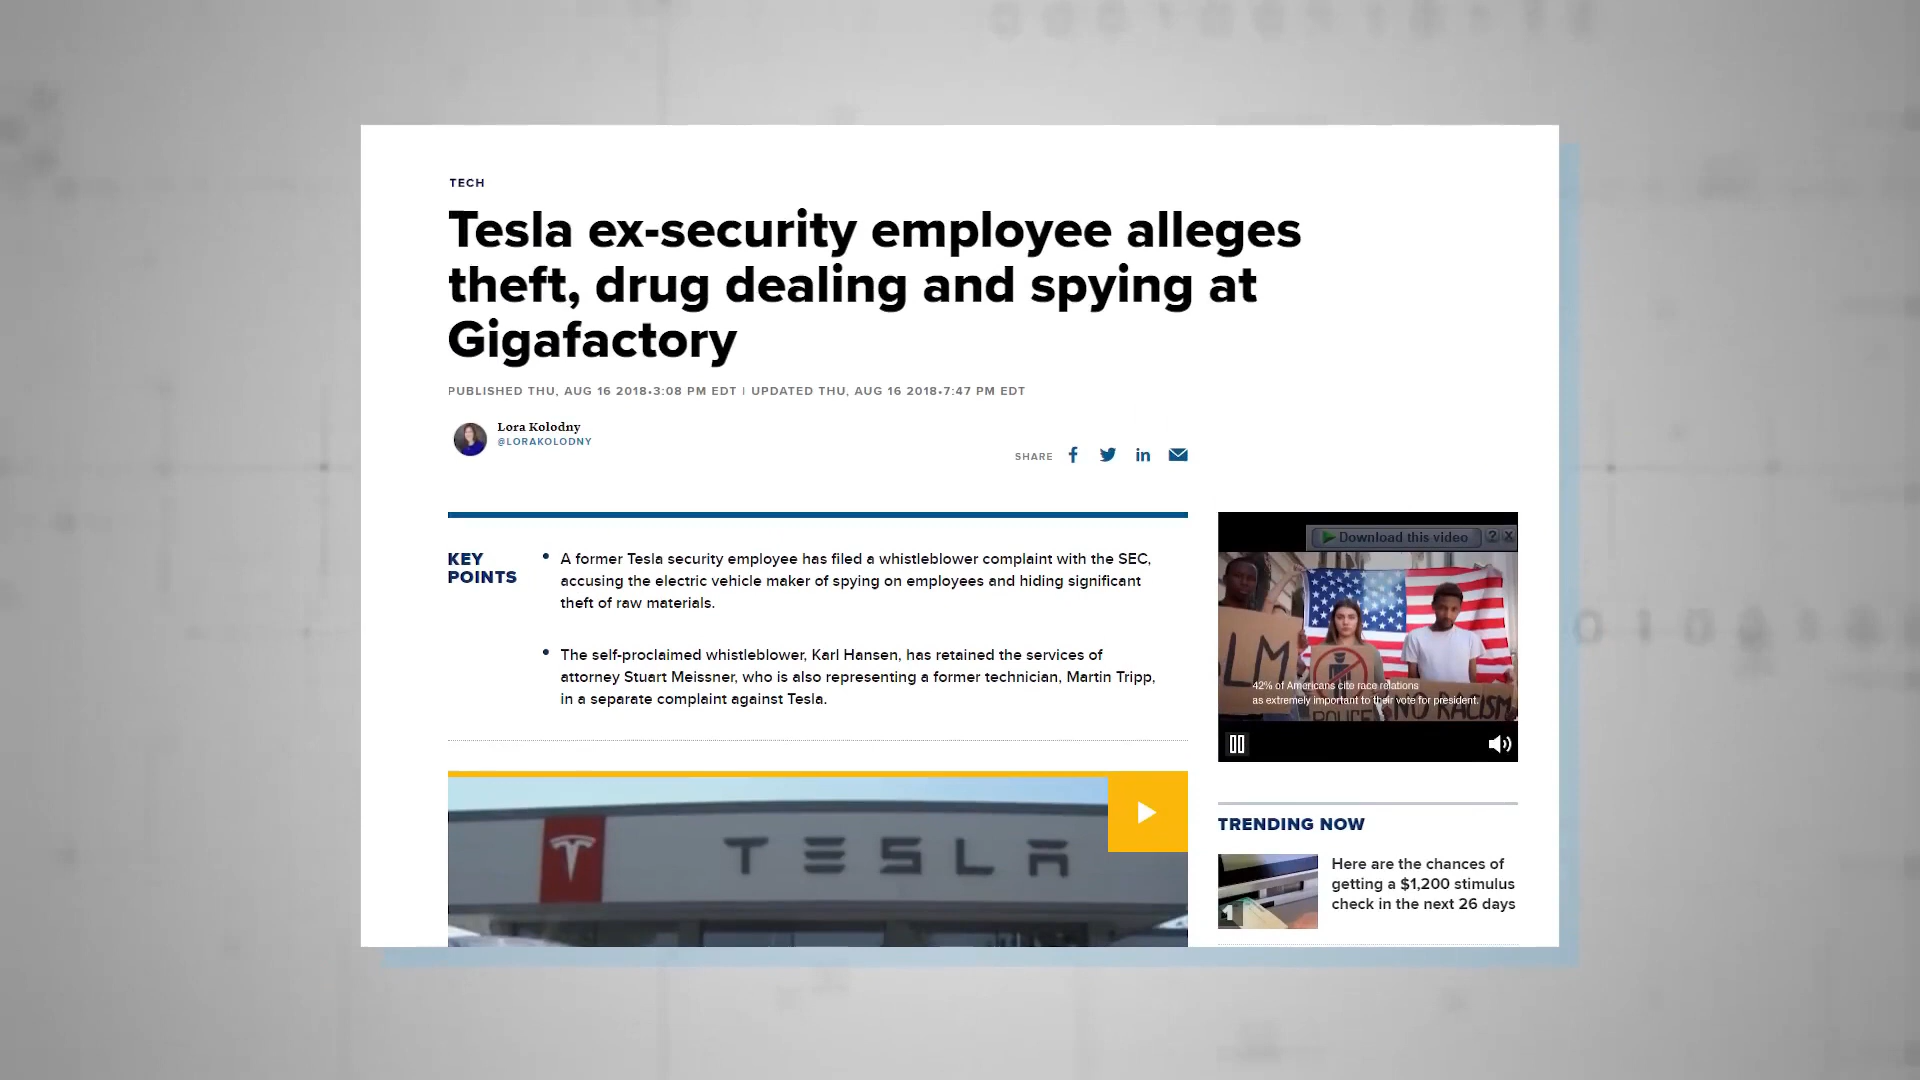 TECH
Tesla ex-security employee alleges
theft, drug dealing and spying at
Gigafactory
PUBLISHED THU, AUG 16 2018•3:08 PM EDT | UPDATED THU, AUG 16 2018•7:47 PM EDT
Lora Kolodny
@LORAKOLODNY
SHARE
KEY
POINTS
• A former Tesla security employee has filed a whistleblower complaint with the SEC,
accusing the electric vehicle maker of spying on employees and hiding significant
theft of raw materials.
• The self-proclaimed whistleblower, Karl Hansen, has retained the services of
attorney Stuart Meissner, who is also representing a former technician, Martin Tripp,
in a separate complaint against Tesla.
TESLA
Download this video ? X
LM
42% of Americans cite race relations
as extremely important to their vote for president.
POLICE
NO RACISM
TRENDING NOW
1
Here are the chances of
getting a $1,200 stimulus
check in the next 26 days